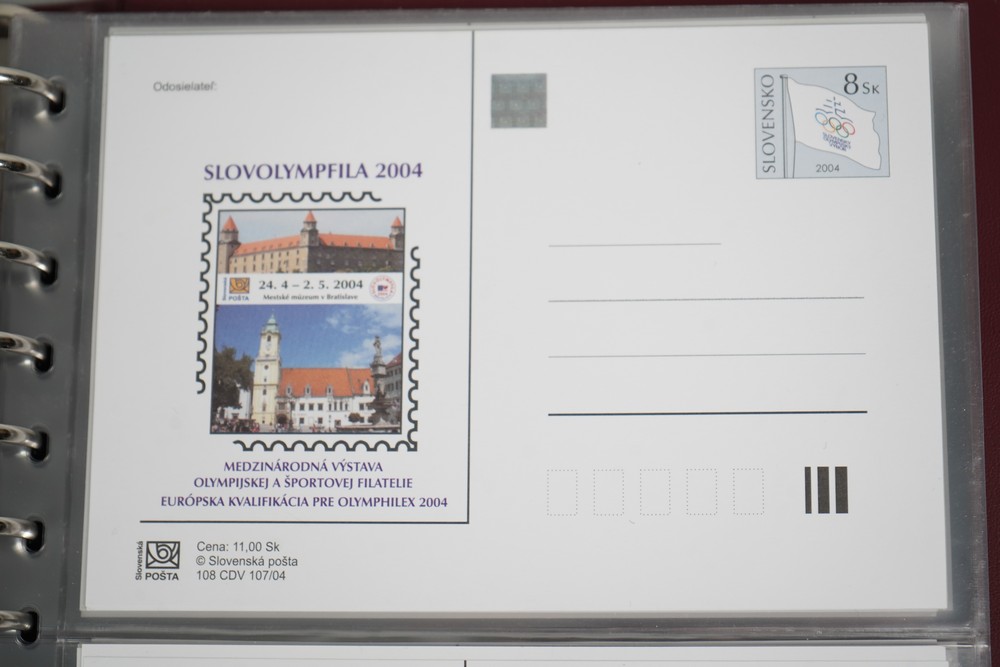 Odosielateľ:
SLOVOLYMPFILA 2004
POŠTA
24. 4 – 2. 5. 2004
Mestské múzeum v Bratislave
MEDZINÁRODNÁ VÝSTAVA
OLYMPIJSKEJ A ŠPORTOVEJ FILATELIE
EURÓPSKA KVALIFIKÁCIA PRE OLYMPHILEX 2004
Slovenská
POŠTA
Cena: 11,00 Sk
© Slovenská pošta
108 CDV 107/04
SLOVENSKO
8 SK
2004